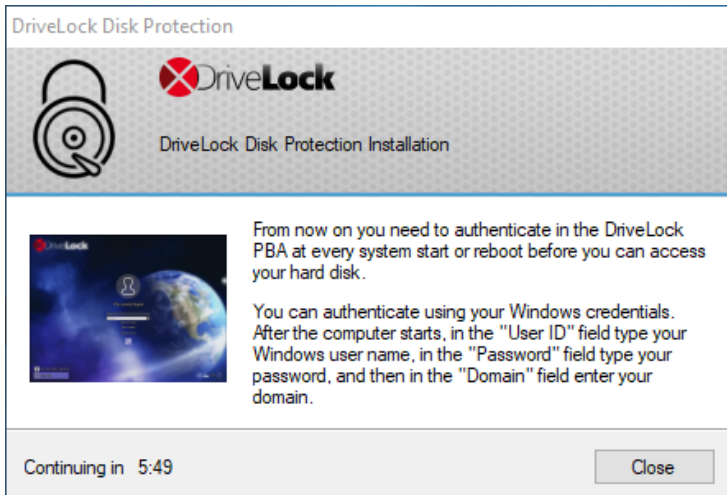 DriveLock Disk Protection
DriveLock
DriveLock Disk Protection Installation
DriveLock
From now on you need to authenticate in the DriveLock
PBA at every system start or reboot before you can access
your hard disk.
You can authenticate using your Windows credentials.
After the computer starts, in the "User ID" field type your
Windows user name, in the "Password" field type your
password, and then in the "Domain" field enter your
domain.
Continuing in 5:49
Close